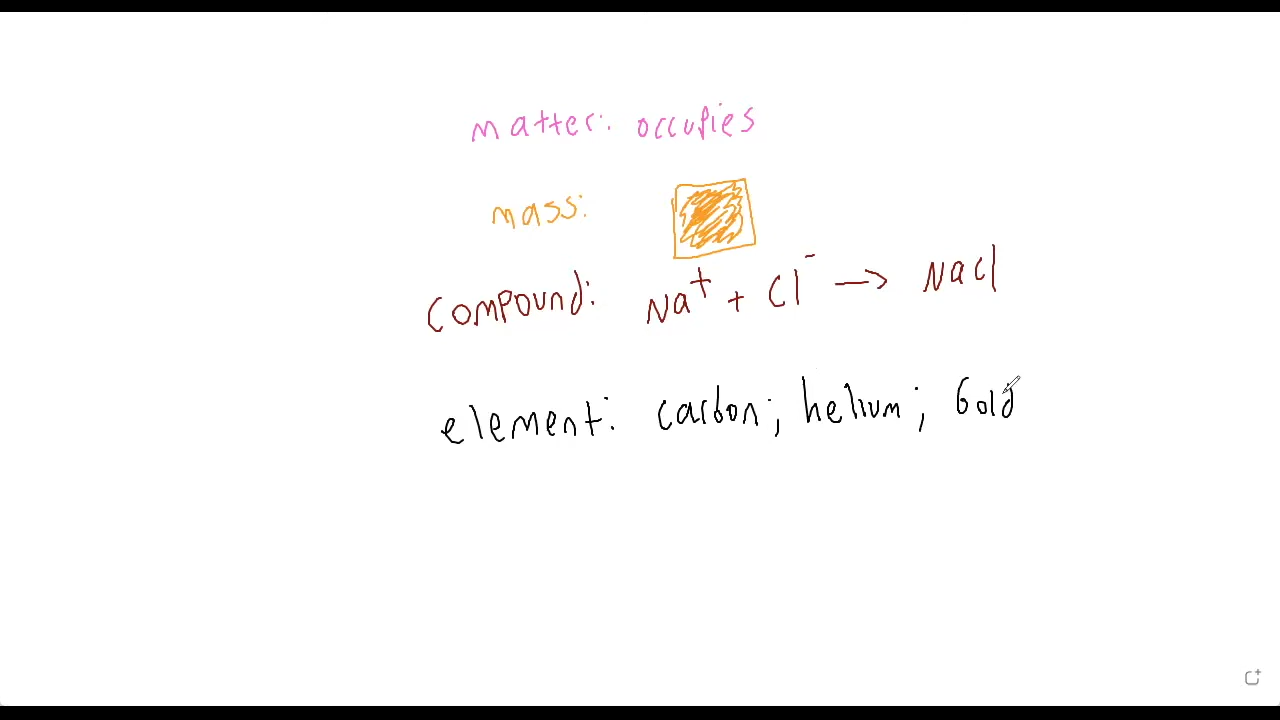 matter: occupies
mass:
compound: Na⁺ + Cl⁻ → NaCl
element: carbon; helium; Gold